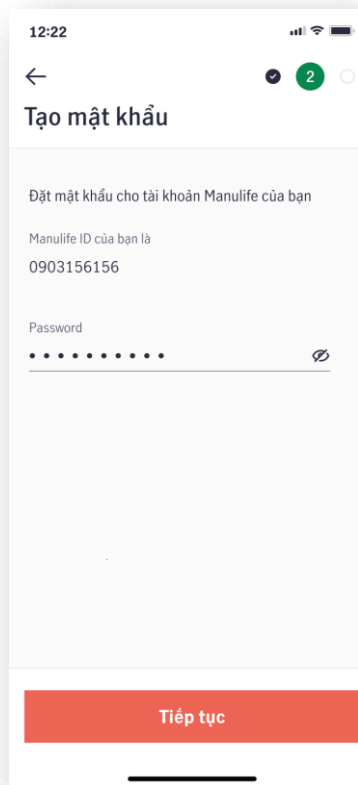 12:22
2
Tạo mật khẩu
Đặt mật khẩu cho tài khoản Manulife của bạn
Manulife ID của bạn là
0903156156
Password
••••••••••
Tiếp tục